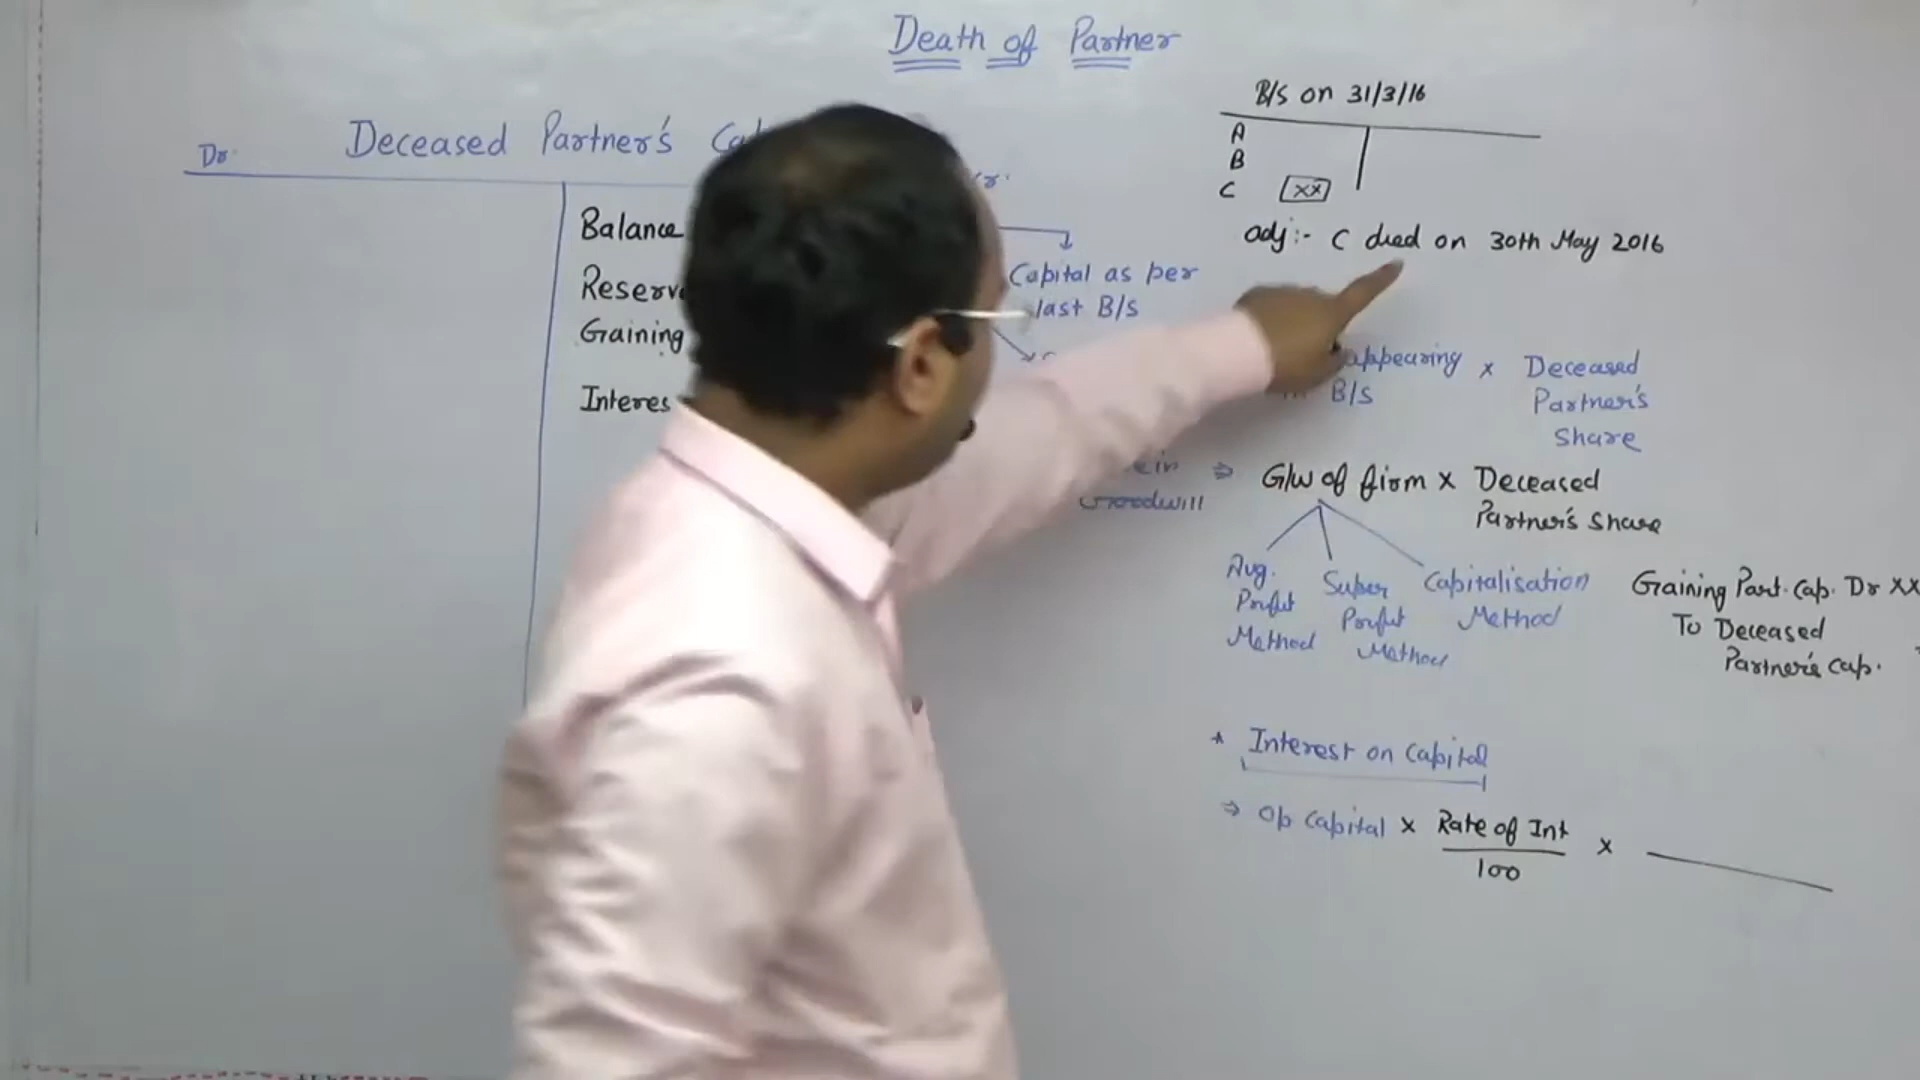 Death of Partner
Dr.
Deceased Partner's
Balance
Reserve
Gaining
Interes
Capital as per
last B/S
B/S on 31/3/16
A
B
C xx
adj:- C died on 30th May 2016
appearing x Deceased
B/S Partner's
Share
Goodwill
⇒ G/w of firm x Deceased
Partner's Share
Avg. Profit Method
Super Profit Method
Capitalisation Method
Gaining Part. Cap. Dr XX
To Deceased
Partner's Cap.
* Interest on Capital
⇒ Op Capital x Rate of Int x
100